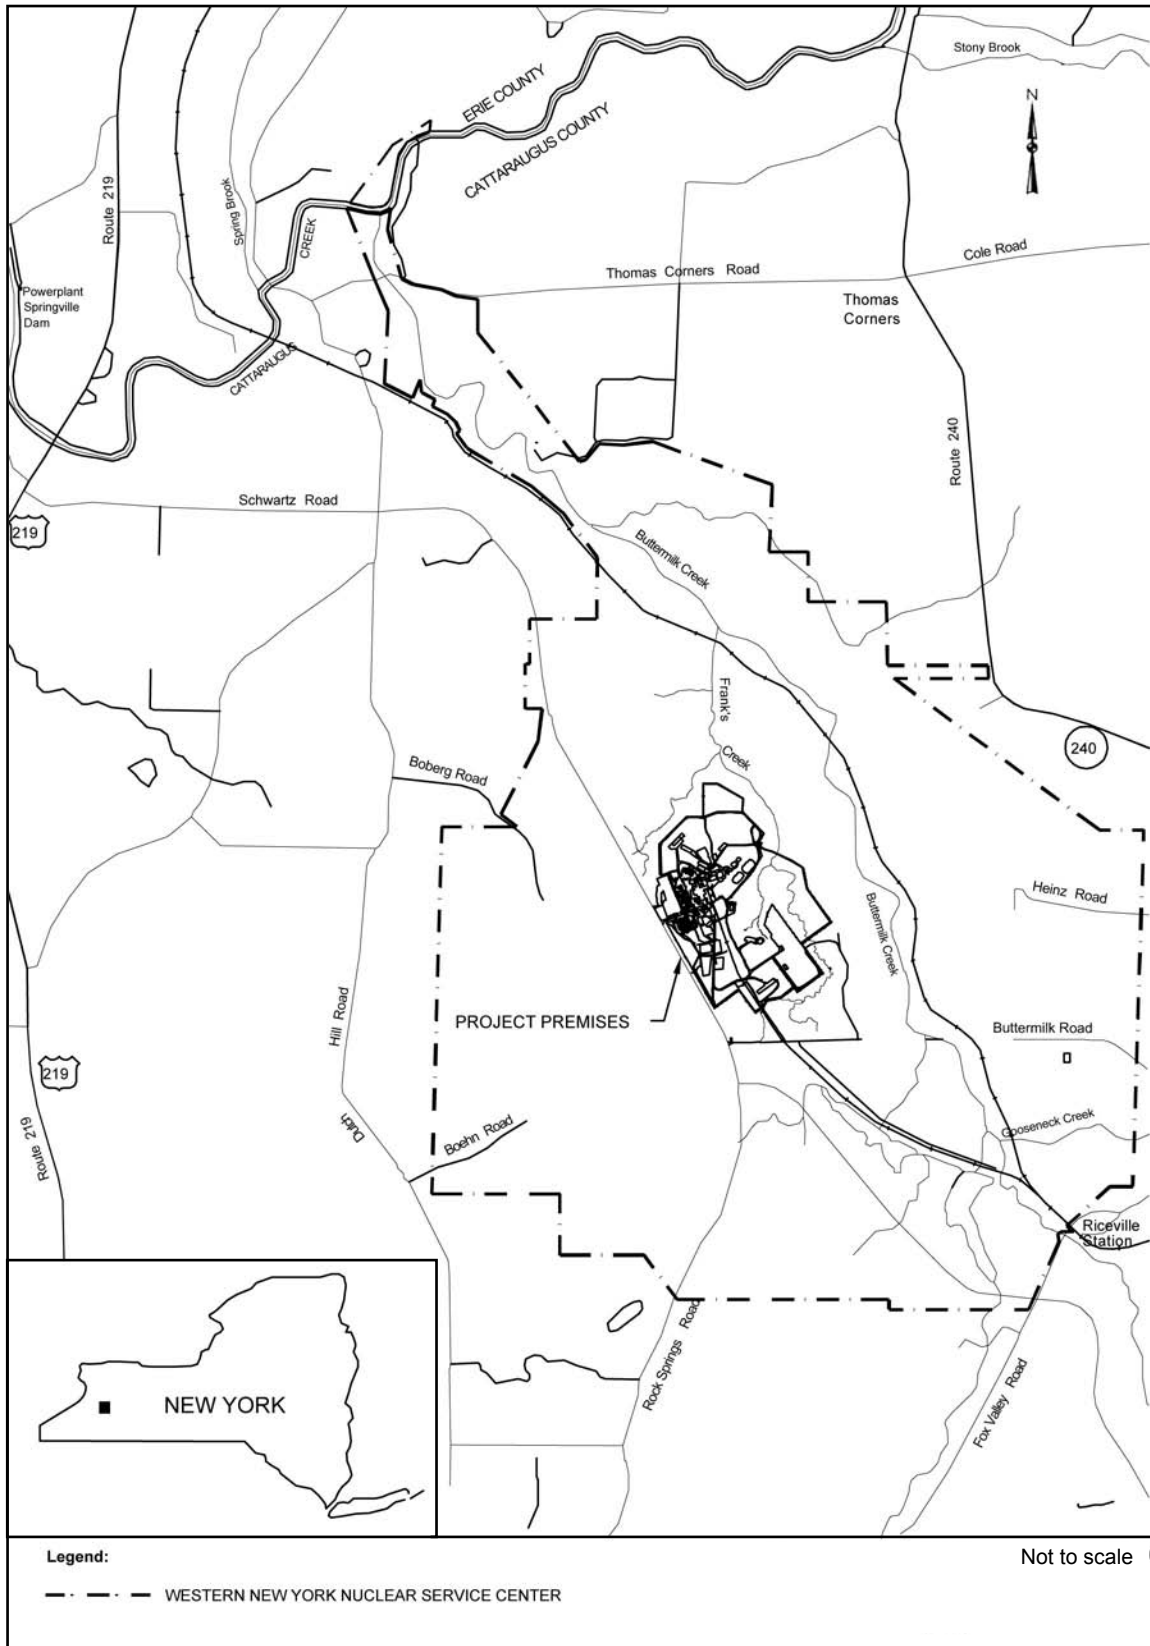 Stony Brook
ERIE COUNTY
CATTARAUGUS COUNTY
N
Route 219
Spring Brook
CREEK
Cole Road
Thomas Corners Road
Powerplant
Springville
Dam
Thomas
Corners
CATTARAUGUS
Route 240
Schwartz Road
219
Buttermilk Creek
Frank's
Creek
240
Boberg Road
Heinz Road
Buttermilk Creek
Hill Road
PROJECT PREMISES
Buttermilk Road
219
Route 219
Dutch
Boehn Road
Gooseneck Creek
Riceville
Station
Rock Springs Road
Fox Valley Road
NEW YORK
Legend:
Not to scale
WESTERN NEW YORK NUCLEAR SERVICE CENTER